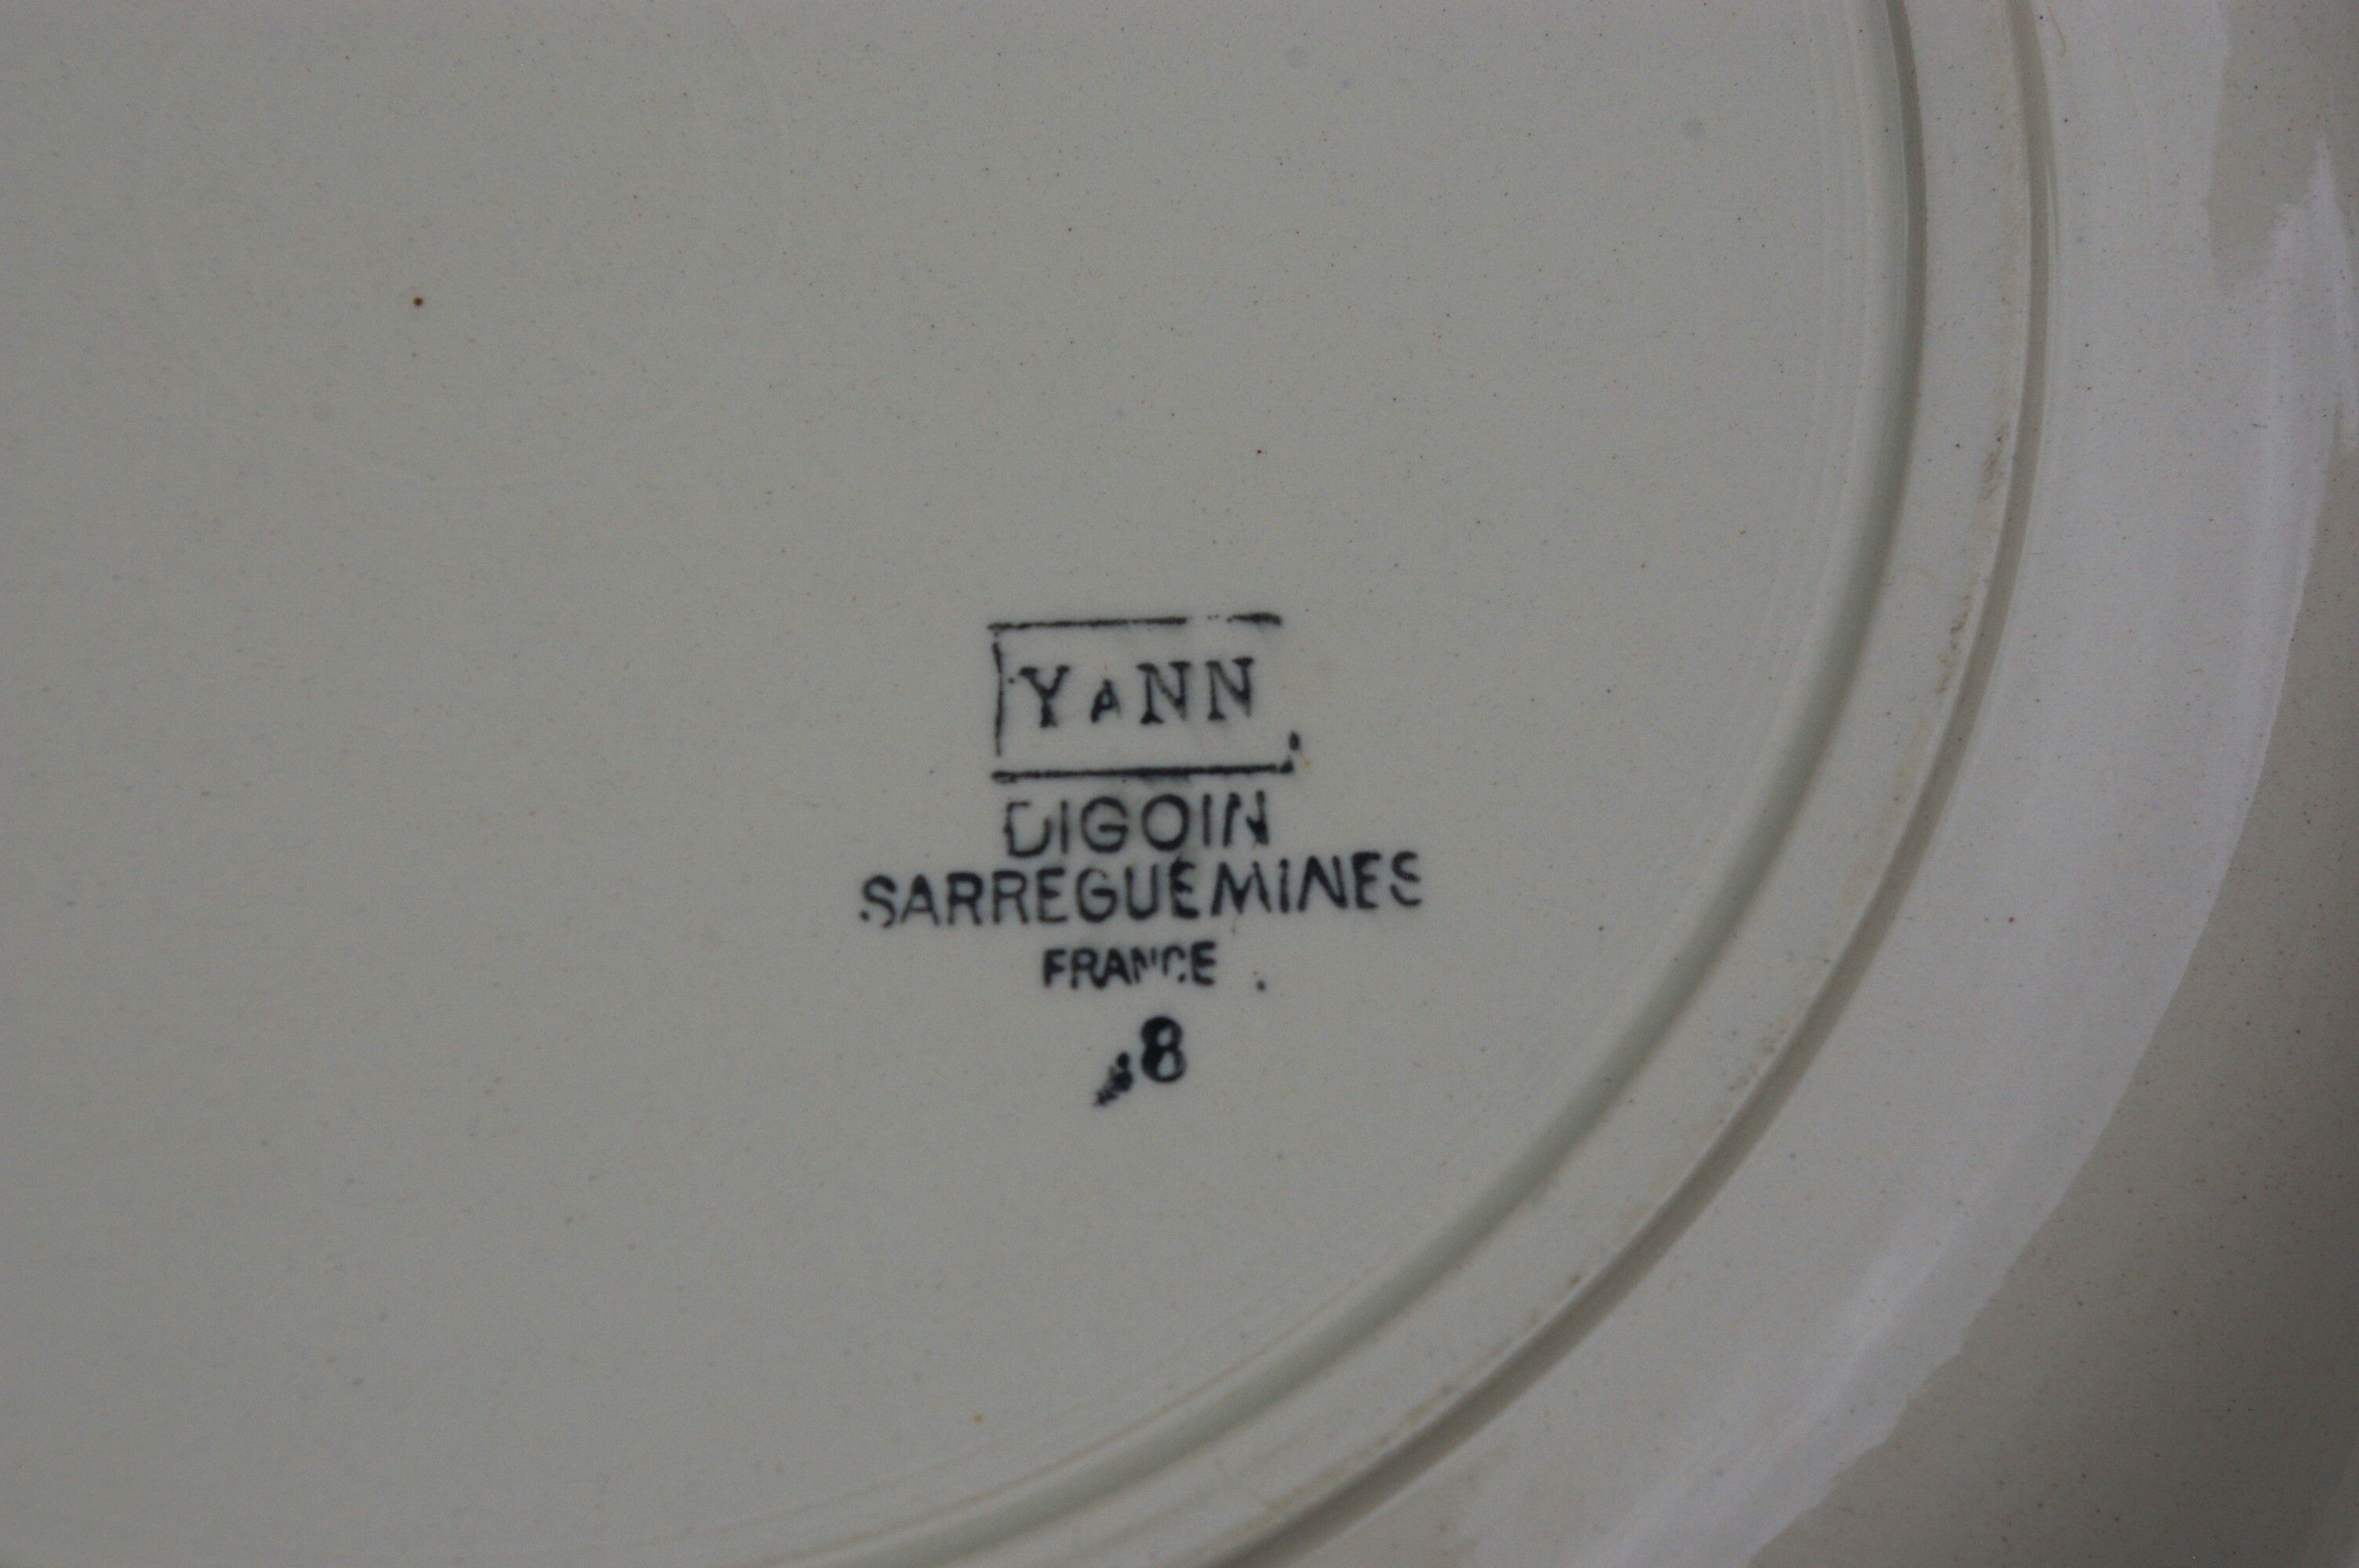 YANN
DIGOIN
SARREGUEMINES
FRANCE
8